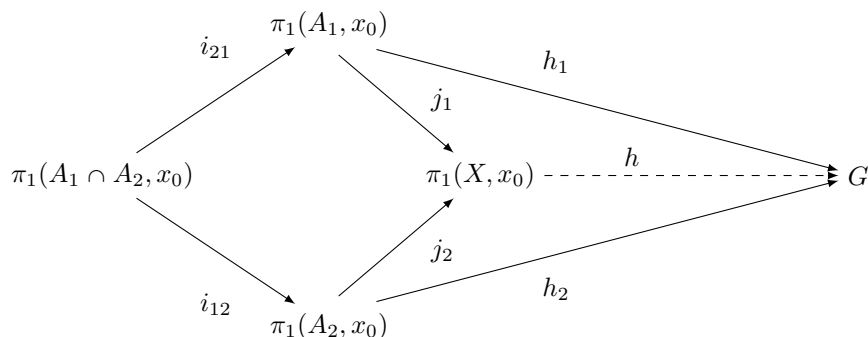 π₁(A₁, x₀)
i₂₁
h₁
j₁
π₁(A₁ ∩ A₂, x₀)
π₁(X, x₀)
h
G
j₂
i₁₂
h₂
π₁(A₂, x₀)